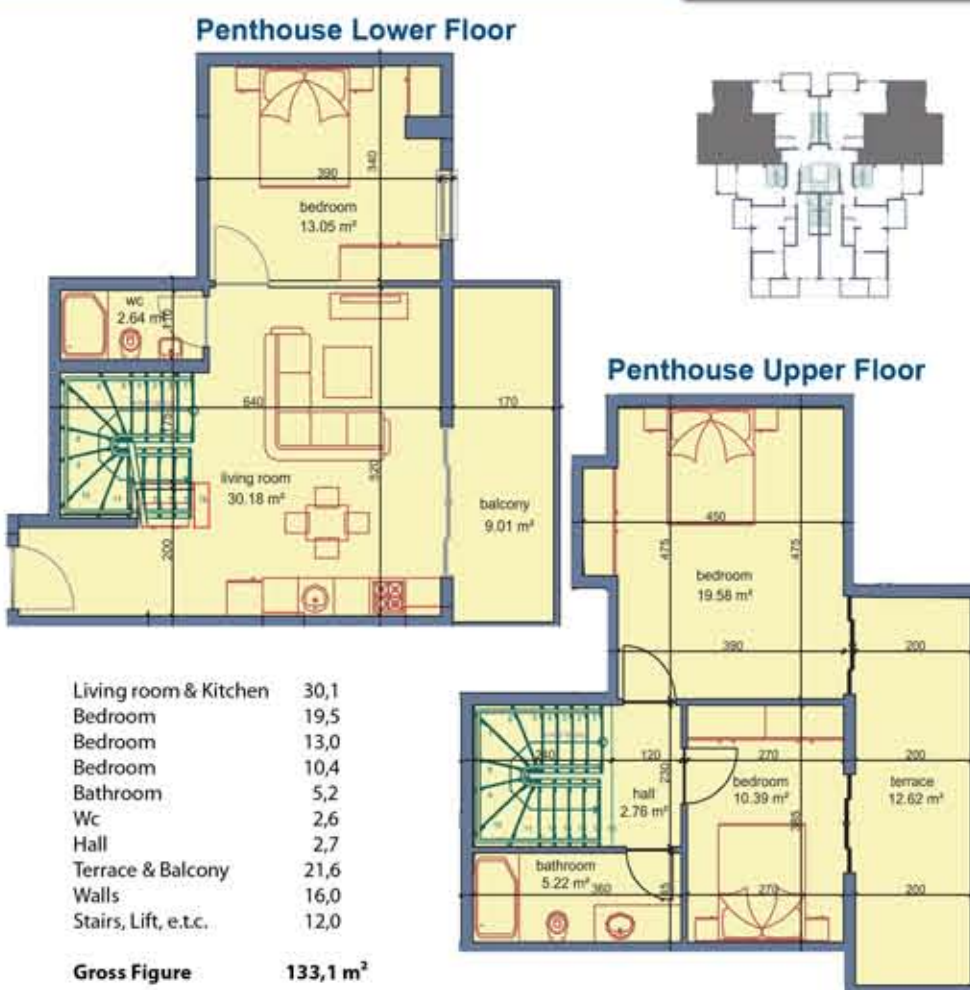 Penthouse Lower Floor
390
340
bedroom
13.05 m²
wc
2.64 m²
110
640
175
170
520
living room
30.18 m²
balcony
9.01 m²
200
Penthouse Upper Floor
450
475
475
bedroom
19.58 m²
390
200
240
120
230
270
200
hall
2.76 m²
bedroom
10.39 m²
385
terrace
12.62 m²
bathroom
5.22 m²
360
270
200
Living room & Kitchen 30,1
Bedroom 19,5
Bedroom 13,0
Bedroom 10,4
Bathroom 5,2
Wc 2,6
Hall 2,7
Terrace & Balcony 21,6
Walls 16,0
Stairs, Lift, e.t.c. 12,0
Gross Figure 133,1 m²